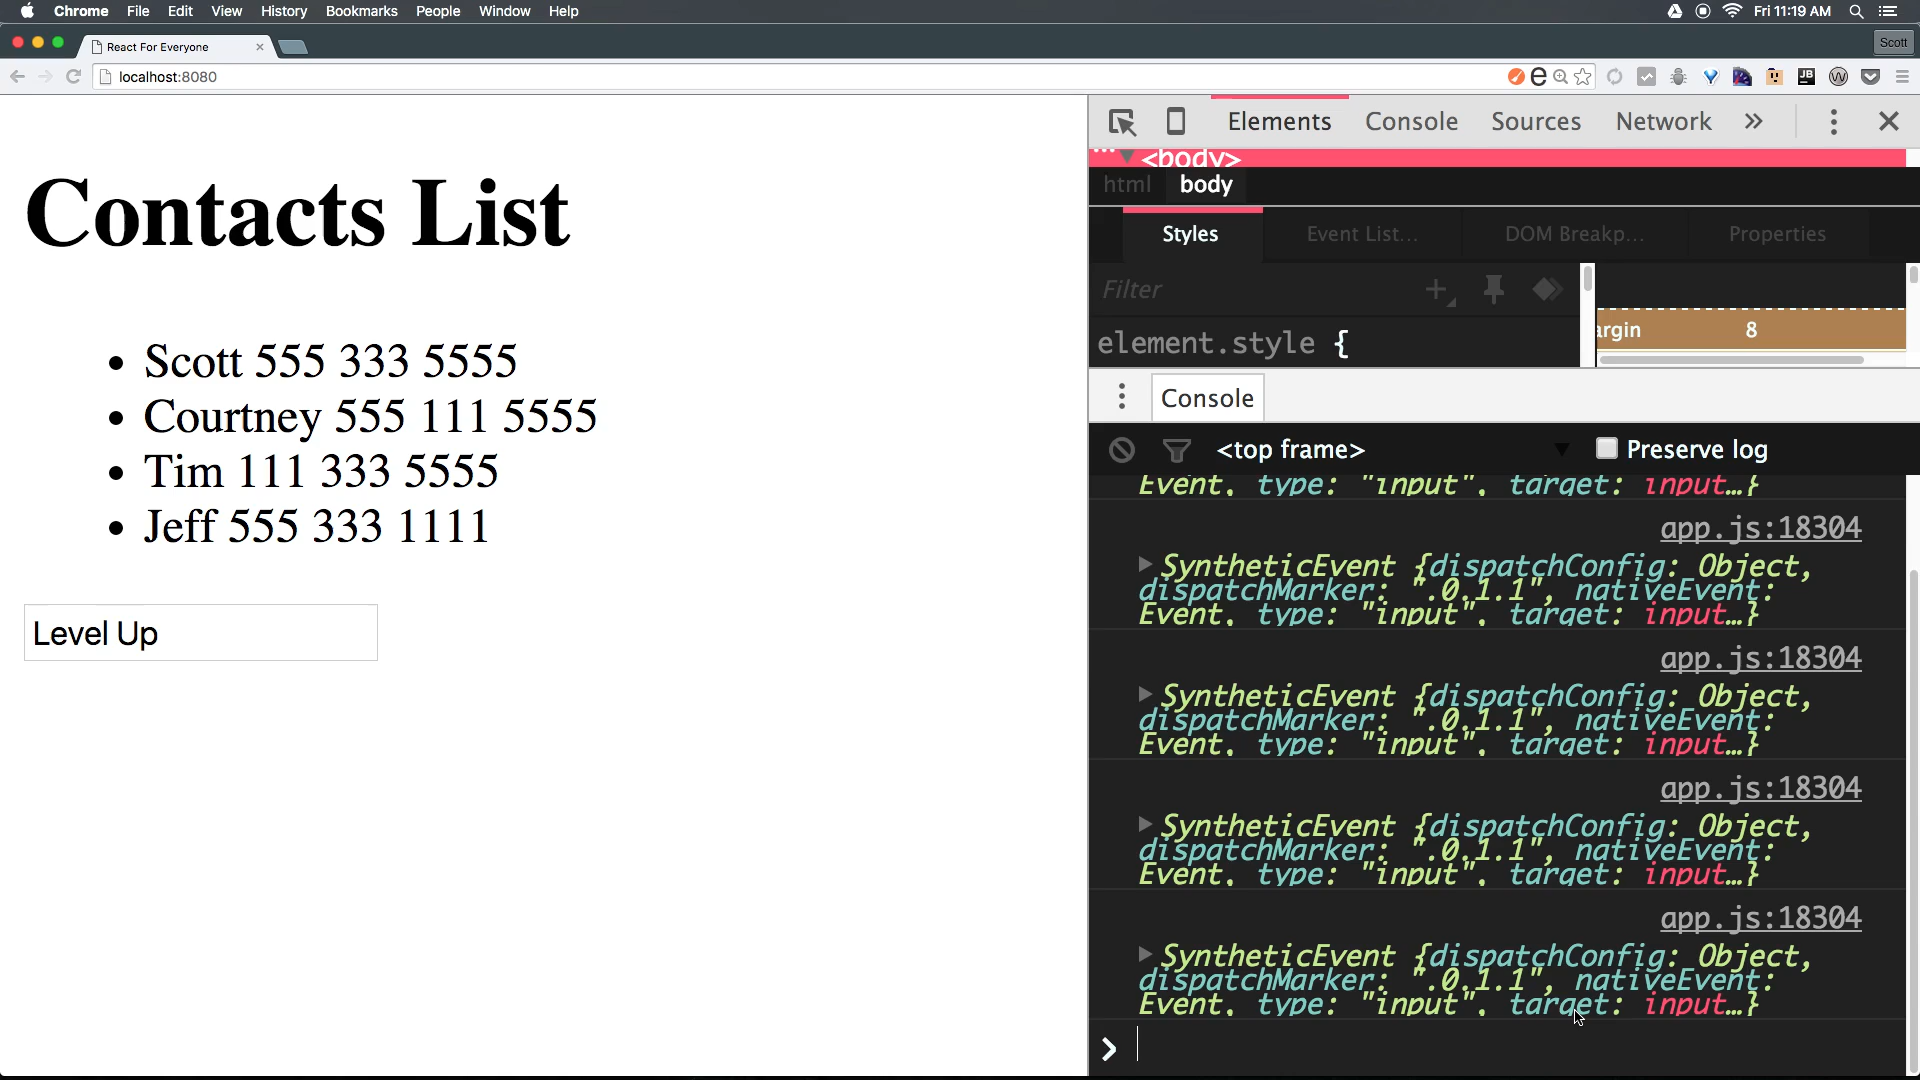 Chrome File Edit View History Bookmarks People Window Help
Fri 11:19 AM
React For Everyone
Scott
localhost:8080
Contacts List
• Scott 555 333 5555
• Courtney 555 111 5555
• Tim 111 333 5555
• Jeff 555 333 1111
Level Up
Elements Console Sources Network »
… ▼ <body>
html body
Styles Event List... DOM Breakp... Properties
Filter
argin 8
element.style {
Console
<top frame> Preserve log
Event, type: "input", target: input…}
app.js:18304
SyntheticEvent {dispatchConfig: Object,
dispatchMarker: ".0.1.1", nativeEvent:
Event, type: "input", target: input…}
app.js:18304
SyntheticEvent {dispatchConfig: Object,
dispatchMarker: ".0.1.1", nativeEvent:
Event, type: "input", target: input…}
app.js:18304
SyntheticEvent {dispatchConfig: Object,
dispatchMarker: ".0.1.1", nativeEvent:
Event, type: "input", target: input…}
app.js:18304
SyntheticEvent {dispatchConfig: Object,
dispatchMarker: ".0.1.1", nativeEvent:
Event, type: "input", target: input…}